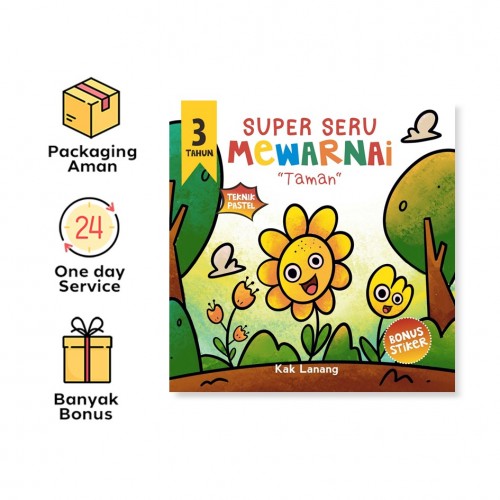 Packaging
Aman
24
One day
Service
Banyak
Bonus
3
TAHUN
SUPER SERU
MEWARNAi
"Taman"
TEKNIK
PASTEL
BONUS
STIKER
Kak Lanang